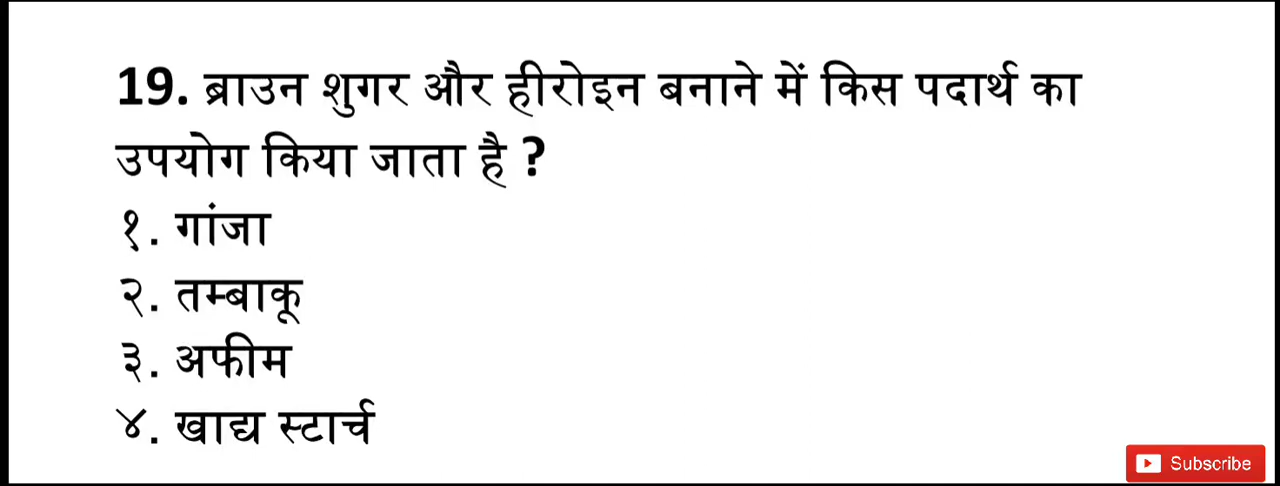 19. ब्राउन शुगर और हीरोइन बनाने में किस पदार्थ का
उपयोग किया जाता है ?
१. गांजा
२. तम्बाकू
३. अफीम
४. खाद्य स्टार्च
Subscribe